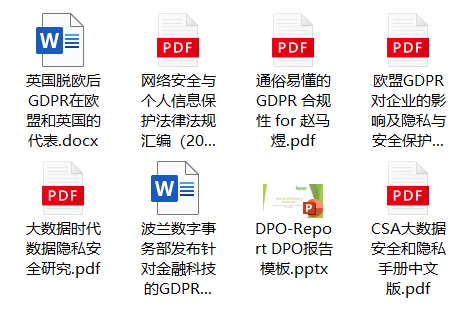 W
PDF
PDF
PDF
英国脱欧后
GDPR在欧
盟和英国的
代表.docx
网络安全与
个人信息保
护法律法规
汇编（20...
通俗易懂的
GDPR 合规
性 for 赵马
煜.pdf
欧盟GDPR
对企业的影
响及隐私与
安全保护...
PDF
W
P
PDF
大数据时代
数据隐私安
全研究.pdf
波兰数字事
务部发布针
对金融科技
的GDPR...
DPO-Repo
rt DPO报告
模板.pptx
CSA大数据
安全和隐私
手册中文
版.pdf